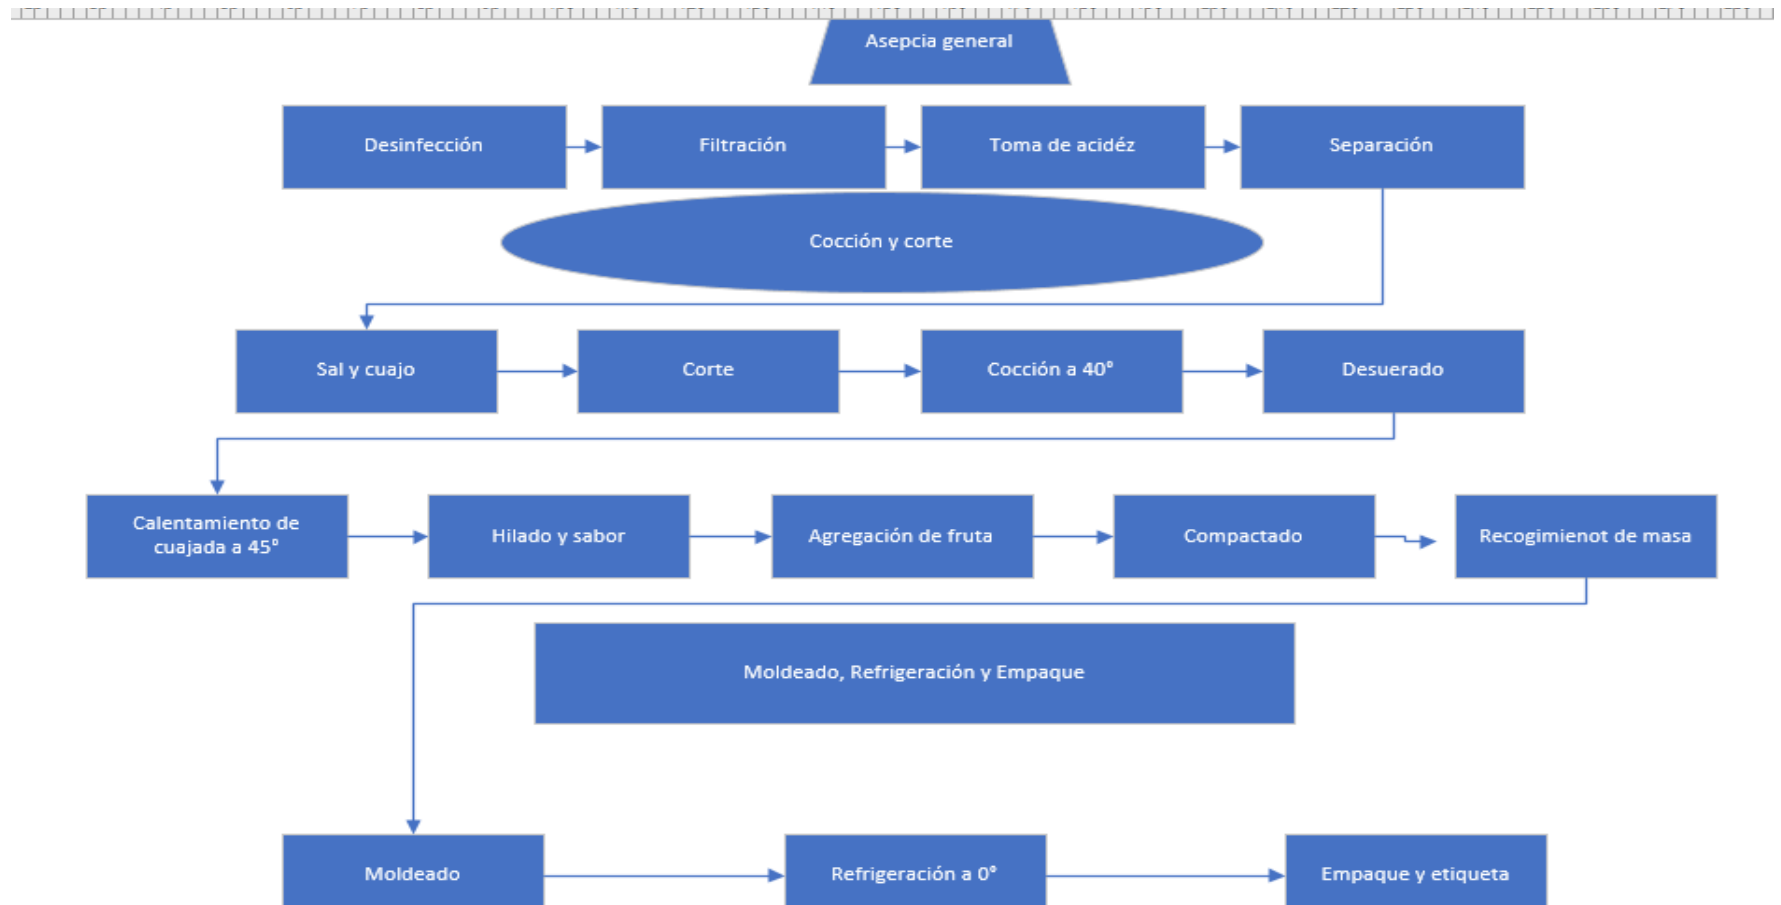 Asepcia general
Desinfección
Filtración
Toma de acidéz
Separación
Cocción y corte
Sal y cuajo
Corte
Cocción a 40°
Desuerado
Calentamiento de
cuajada a 45°
Hilado y sabor
Agregación de fruta
Compactado
Recogimienot de masa
Moldeado, Refrigeración y Empaque
Moldeado
Refrigeración a 0°
Empaque y etiqueta